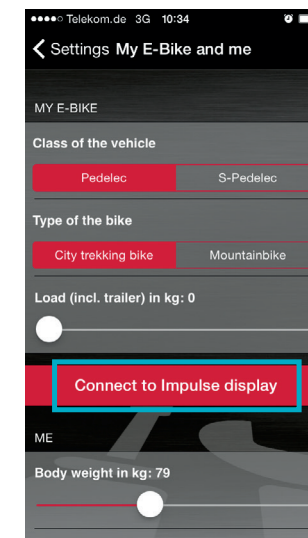 Telekom.de 3G 10:34
Settings My E-Bike and me
MY E-BIKE
Class of the vehicle
Pedelec S-Pedelec
Type of the bike
City trekking bike Mountainbike
Load (incl. trailer) in kg: 0
Connect to Impulse display
ME
Body weight in kg: 79